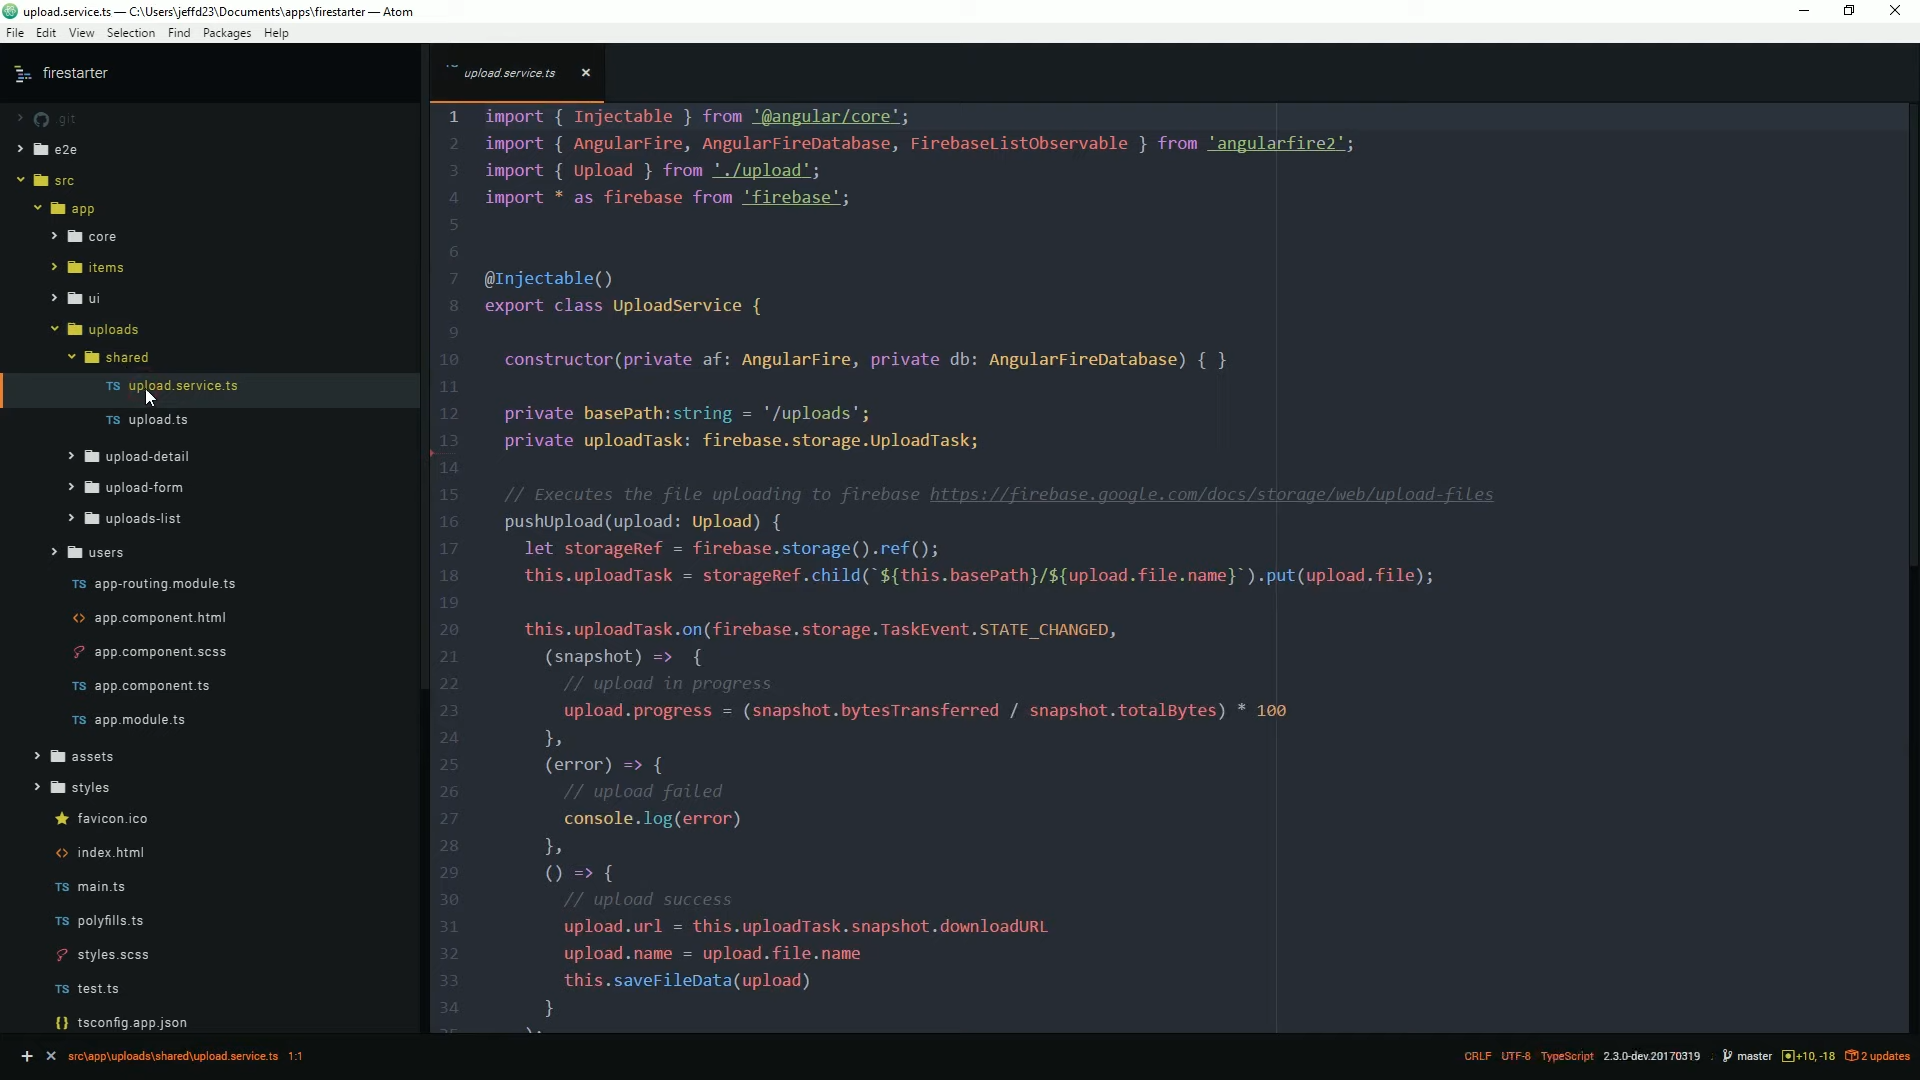 upload.service.ts — C:\Users\jeffd23\Documents\apps\firestarter — Atom
File Edit View Selection Find Packages Help
firestarter
.git
e2e
src
app
core
items
ui
uploads
shared
TS upload.service.ts
TS upload.ts
upload-detail
upload-form
uploads-list
users
TS app-routing.module.ts
<> app.component.html
app.component.scss
TS app.component.ts
TS app.module.ts
assets
styles
favicon.ico
<> index.html
TS main.ts
TS polyfills.ts
styles.scss
TS test.ts
{} tsconfig.app.json
upload.service.ts ×
1 import { Injectable } from '@angular/core';
2 import { AngularFire, AngularFireDatabase, FirebaseListObservable } from 'angularfire2';
3 import { Upload } from './upload';
4 import * as firebase from 'firebase';
5
6
7 @Injectable()
8 export class UploadService {
9
10 constructor(private af: AngularFire, private db: AngularFireDatabase) { }
11
12 private basePath:string = '/uploads';
13 private uploadTask: firebase.storage.UploadTask;
14
15 // Executes the file uploading to firebase https://firebase.google.com/docs/storage/web/upload-files
16 pushUpload(upload: Upload) {
17 let storageRef = firebase.storage().ref();
18 this.uploadTask = storageRef.child(`${this.basePath}/${upload.file.name}`).put(upload.file);
19
20 this.uploadTask.on(firebase.storage.TaskEvent.STATE_CHANGED,
21 (snapshot) => {
22 // upload in progress
23 upload.progress = (snapshot.bytesTransferred / snapshot.totalBytes) * 100
24 },
25 (error) => {
26 // upload failed
27 console.log(error)
28 },
29 () => {
30 // upload success
31 upload.url = this.uploadTask.snapshot.downloadURL
32 upload.name = upload.file.name
33 this.saveFileData(upload)
34 }
+ × src\app\uploads\shared\upload.service.ts 1:1
CRLF UTF-8 TypeScript 2.3.0-dev.20170319 master +10, -18 2 updates